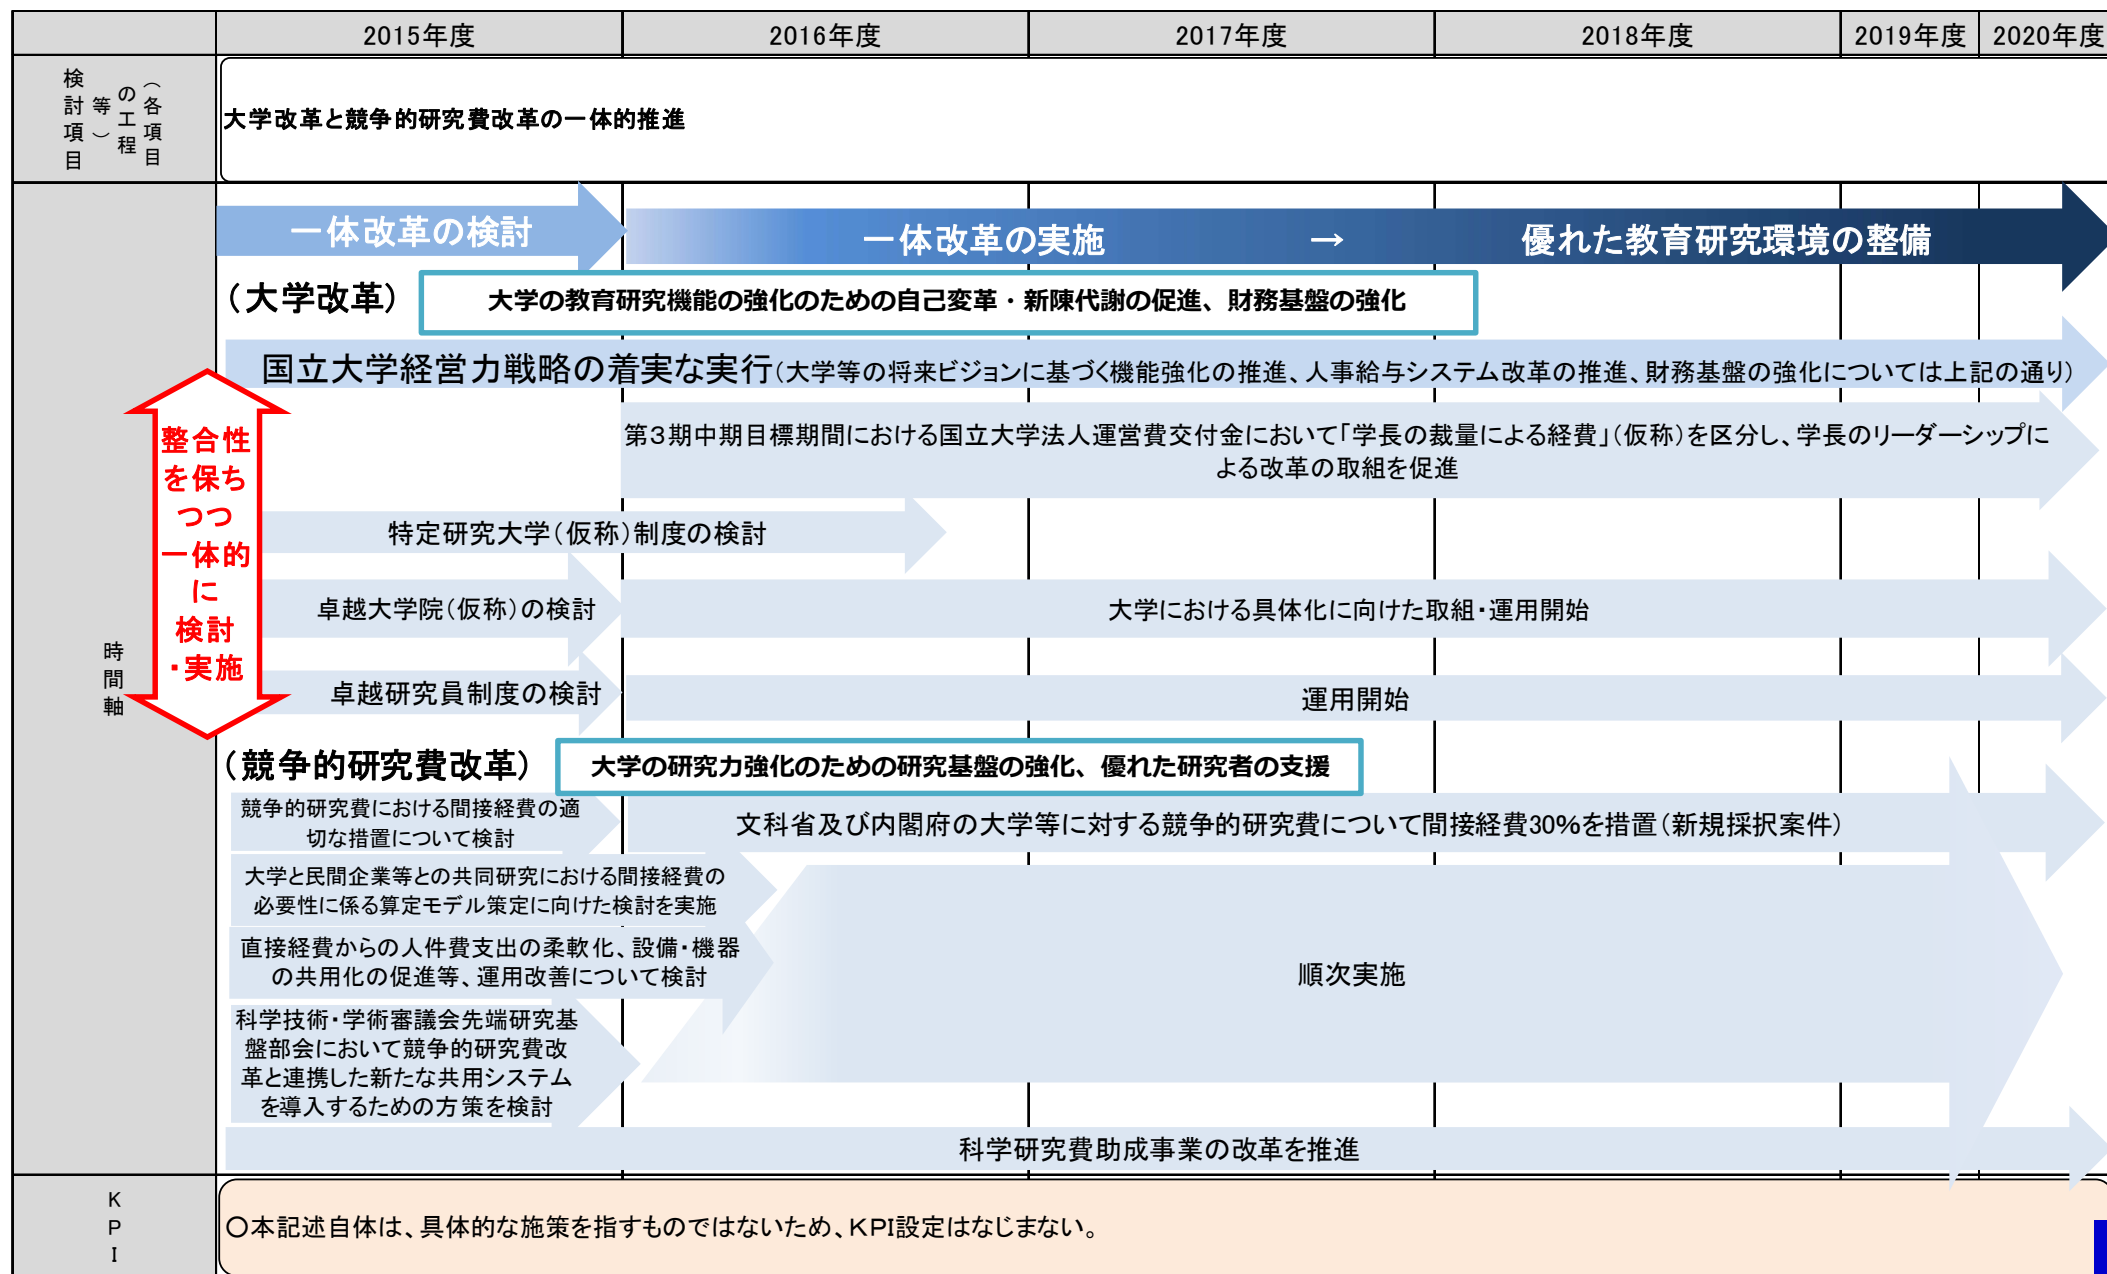 2015年度 2016年度 2017年度 2018年度 2019年度 2020年度
検討項目
（各項目の工程等）
大学改革と競争的研究費改革の一体的推進
時間軸
一体改革の検討
一体改革の実施 → 優れた教育研究環境の整備
（大学改革）
大学の教育研究機能の強化のための自己変革・新陳代謝の促進、財務基盤の強化
国立大学経営力戦略の着実な実行（大学等の将来ビジョンに基づく機能強化の推進、人事給与システム改革の推進、財務基盤の強化については上記の通り）
整合性
を保ち
つつ
一体的
に
検討
・実施
第３期中期目標期間における国立大学法人運営費交付金において「学長の裁量による経費」（仮称）を区分し、学長のリーダーシップに
よる改革の取組を促進
特定研究大学（仮称）制度の検討
卓越大学院（仮称）の検討
大学における具体化に向けた取組・運用開始
卓越研究員制度の検討
運用開始
（競争的研究費改革）
大学の研究力強化のための研究基盤の強化、優れた研究者の支援
競争的研究費における間接経費の適
切な措置について検討
文科省及び内閣府の大学等に対する競争的研究費について間接経費30%を措置（新規採択案件）
大学と民間企業等との共同研究における間接経費の
必要性に係る算定モデル策定に向けた検討を実施
直接経費からの人件費支出の柔軟化、設備・機器
の共用化の促進等、運用改善について検討
順次実施
科学技術・学術審議会先端研究基
盤部会において競争的研究費改
革と連携した新たな共用システム
を導入するための方策を検討
科学研究費助成事業の改革を推進
KPI
○本記述自体は、具体的な施策を指すものではないため、KPI設定はなじまない。